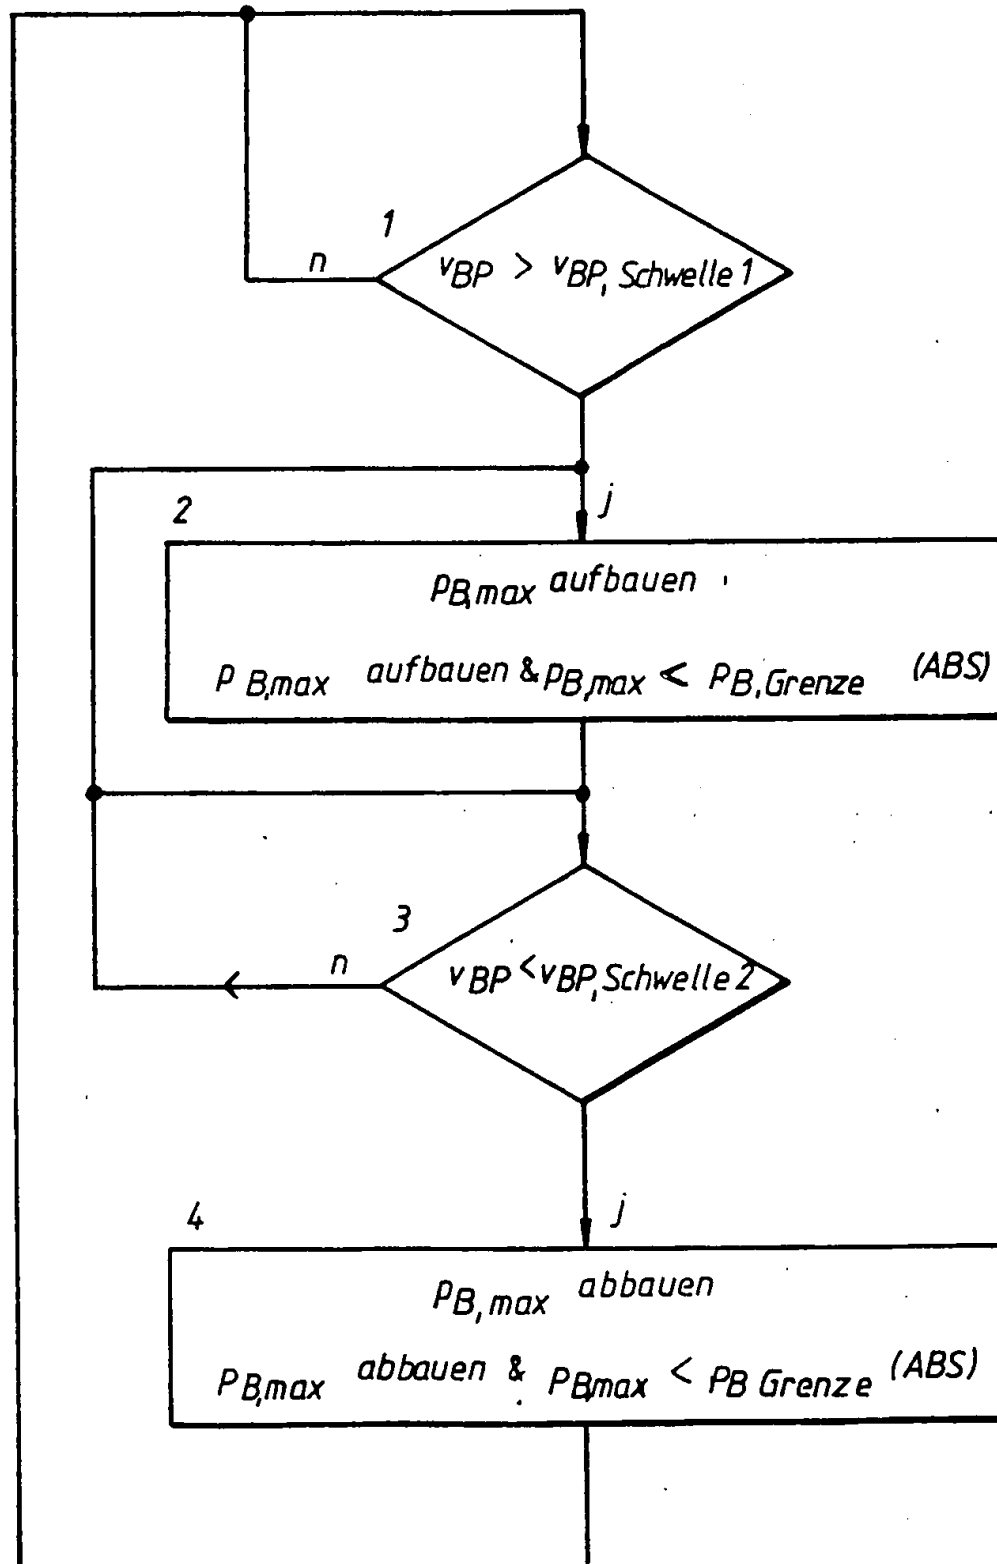 1
n
vBP > vBP, Schwelle 1
j
2
PB,max aufbauen
P B,max aufbauen & PB,max < PB,Grenze (ABS)
3
n
vBP < vBP, Schwelle 2
j
4
PB,max abbauen
PB,max abbauen & PB,max < PB Grenze (ABS)